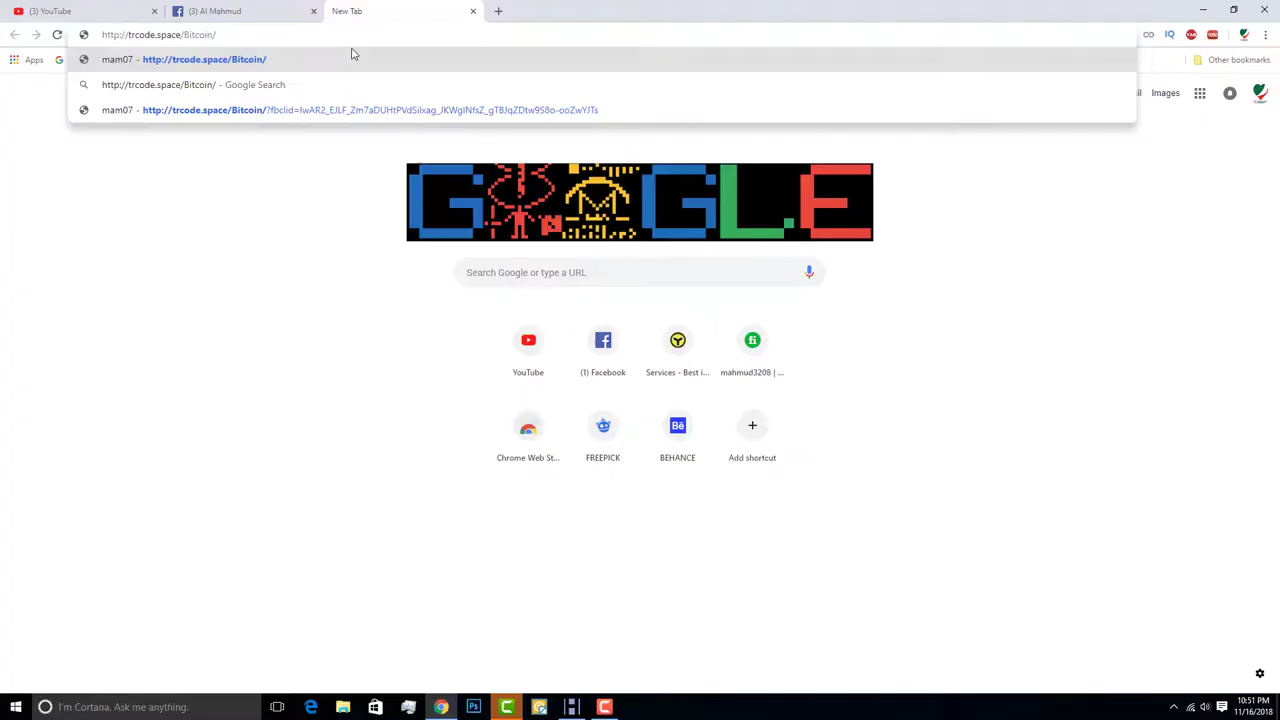 (3) YouTube
(3) Al Mahmud
New Tab
http://trcode.space/Bitcoin/
mam07 - http://trcode.space/Bitcoin/
http://trcode.space/Bitcoin/ - Google Search
mam07 - http://trcode.space/Bitcoin/?fbclid=IwAR2_EJLF_Zm7aDUHtPVdSiIxag_JKWgINfsZ_gTBJqZDtw9S8o-ooZwYJTs
Apps
Other bookmarks
Images
GOOGLE
Search Google or type a URL
YouTube
(1) Facebook
Services - Best i...
mahmud3208 | ...
Chrome Web St...
FREEPICK
BEHANCE
Add shortcut
I'm Cortana. Ask me anything.
10:51 PM
11/16/2018